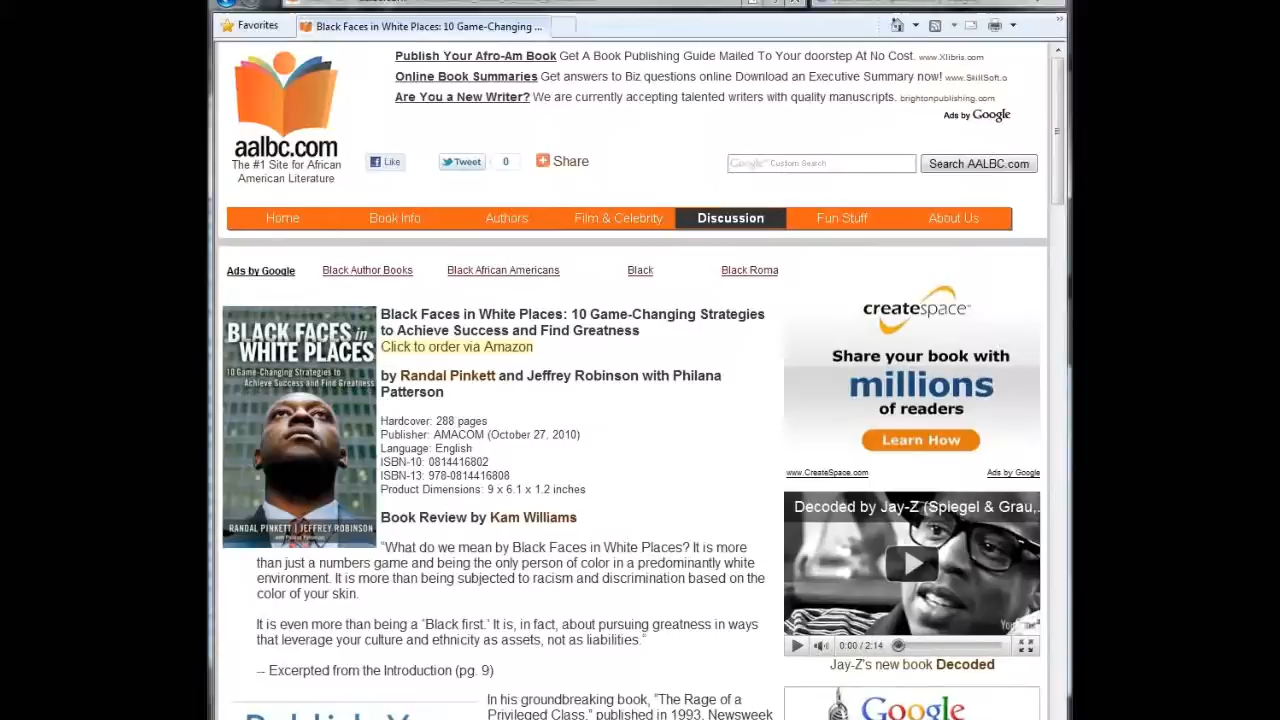 Favorites
Black Faces in White Places: 10 Game-Changing ...
Publish Your Afro-Am Book Get A Book Publishing Guide Mailed To Your doorstep At No Cost. www.Xlibris.com
Online Book Summaries Get answers to Biz questions online Download an Executive Summary now! www.SkillSoft.o
Are You a New Writer? We are currently accepting talented writers with quality manuscripts. brightonpublishing.com
Ads by Google
aalbc.com
The #1 Site for African
American Literature
Like
Tweet
0
Share
Google Custom Search
Search AALBC.com
Home
Book Info
Authors
Film & Celebrity
Discussion
Fun Stuff
About Us
Ads by Google
Black Author Books
Black African Americans
Black
Black Roma
BLACK FACES in
WHITE PLACES
10 Game-Changing Strategies
to Achieve Success and Find Greatness
RANDAL PINKETT | JEFFREY ROBINSON
Black Faces in White Places: 10 Game-Changing Strategies
to Achieve Success and Find Greatness
Click to order via Amazon
by Randal Pinkett and Jeffrey Robinson with Philana
Patterson
Hardcover: 288 pages
Publisher: AMACOM (October 27, 2010)
Language: English
ISBN-10: 0814416802
ISBN-13: 978-0814416808
Product Dimensions: 9 x 6.1 x 1.2 inches
Book Review by Kam Williams
"What do we mean by Black Faces in White Places? It is more
than just a numbers game and being the only person of color in a predominantly white
environment. It is more than being subjected to racism and discrimination based on the
color of your skin.
It is even more than being a 'Black first.' It is, in fact, about pursuing greatness in ways
that leverage your culture and ethnicity as assets, not as liabilities."
-- Excerpted from the Introduction (pg. 9)
In his groundbreaking book, "The Rage of a
Privileged Class," published in 1993, Newsweek
createspace
Share your book with
millions
of readers
Learn How
www.CreateSpace.com
Ads by Google
Decoded by Jay-Z (Spiegel & Grau,...
0:00 / 2:14
Jay-Z's new book Decoded
Google